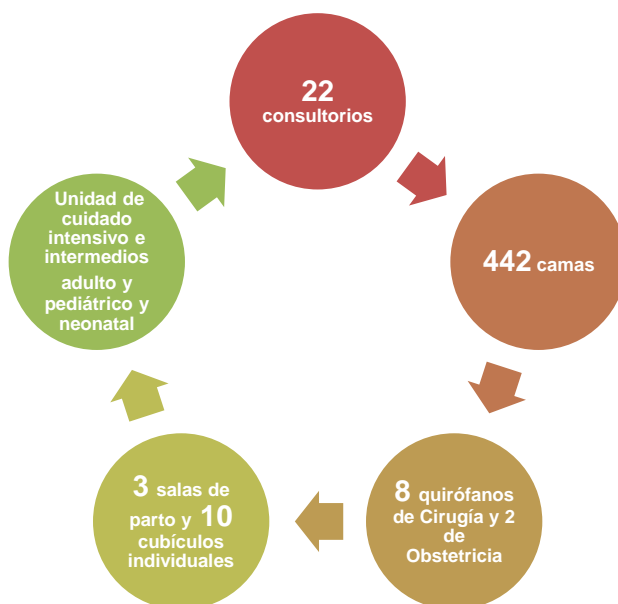 22
consultorios
442 camas
8 quirófanos
de Cirugía y 2
de
Obstetricia
3 salas de
parto y 10
cubículos
individuales
Unidad de
cuidado
intensivo e
intermedios
adulto y
pediátrico y
neonatal